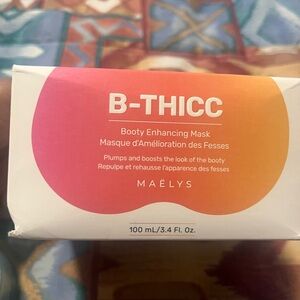 B-THICC
Booty Enhancing Mask
Masque d'Amélioration des Fesses
Plumps and boosts the look of the booty
Repulpe et rehausse l'apparence des fesses
MAËLYS
100 mL/3.4 Fl. Oz.